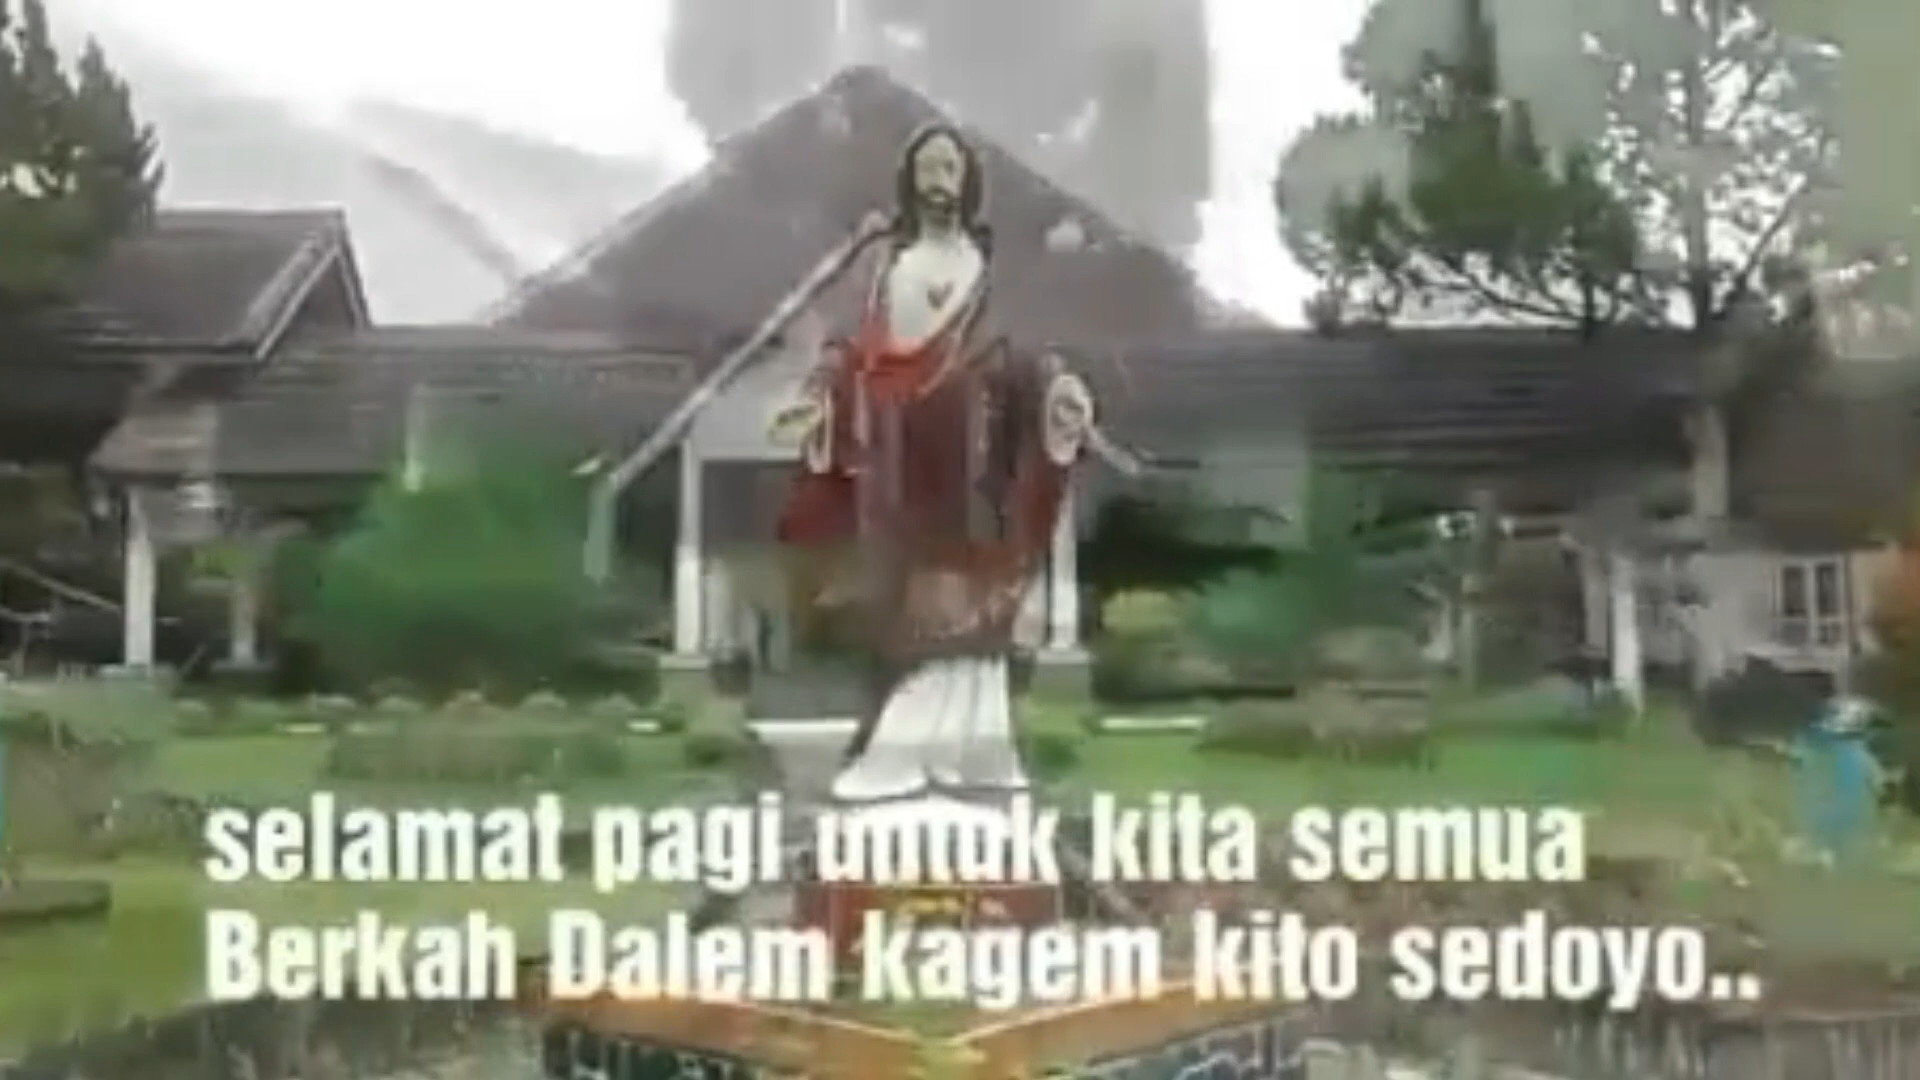 selamat pagi untuk kita semua
Berkah Dalem kagem kito sedoyo..